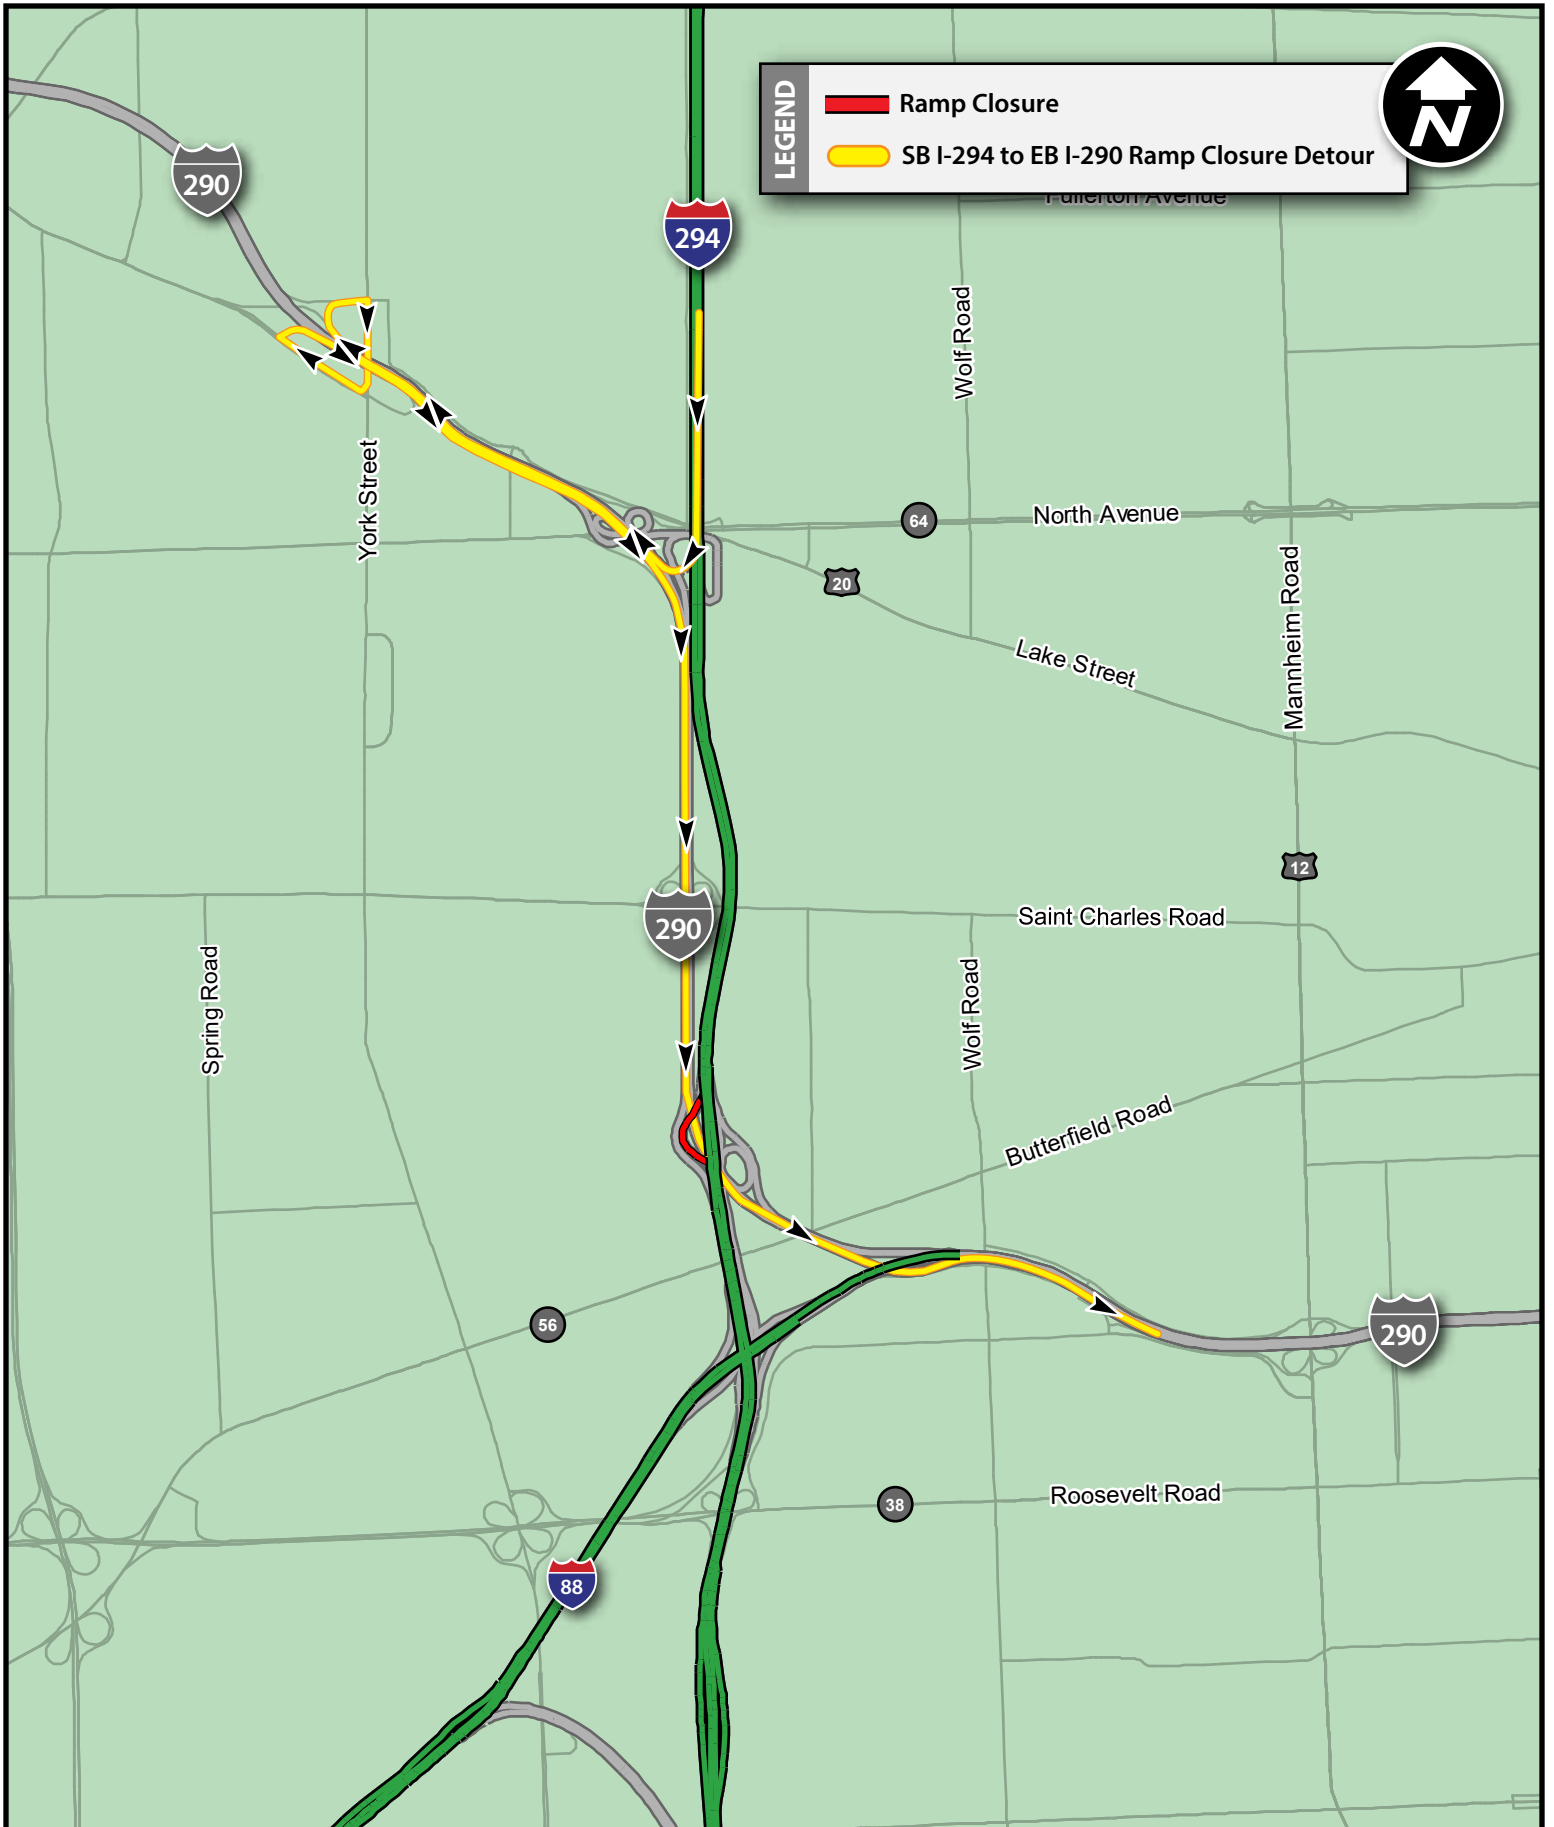 LEGEND
Ramp Closure
SB I-294 to EB I-290 Ramp Closure Detour
N
Fullerton Avenue
290
294
Wolf Road
York Street
64
North Avenue
20
Mannheim Road
Lake Street
12
290
Saint Charles Road
Spring Road
Wolf Road
Butterfield Road
56
290
38
Roosevelt Road
88